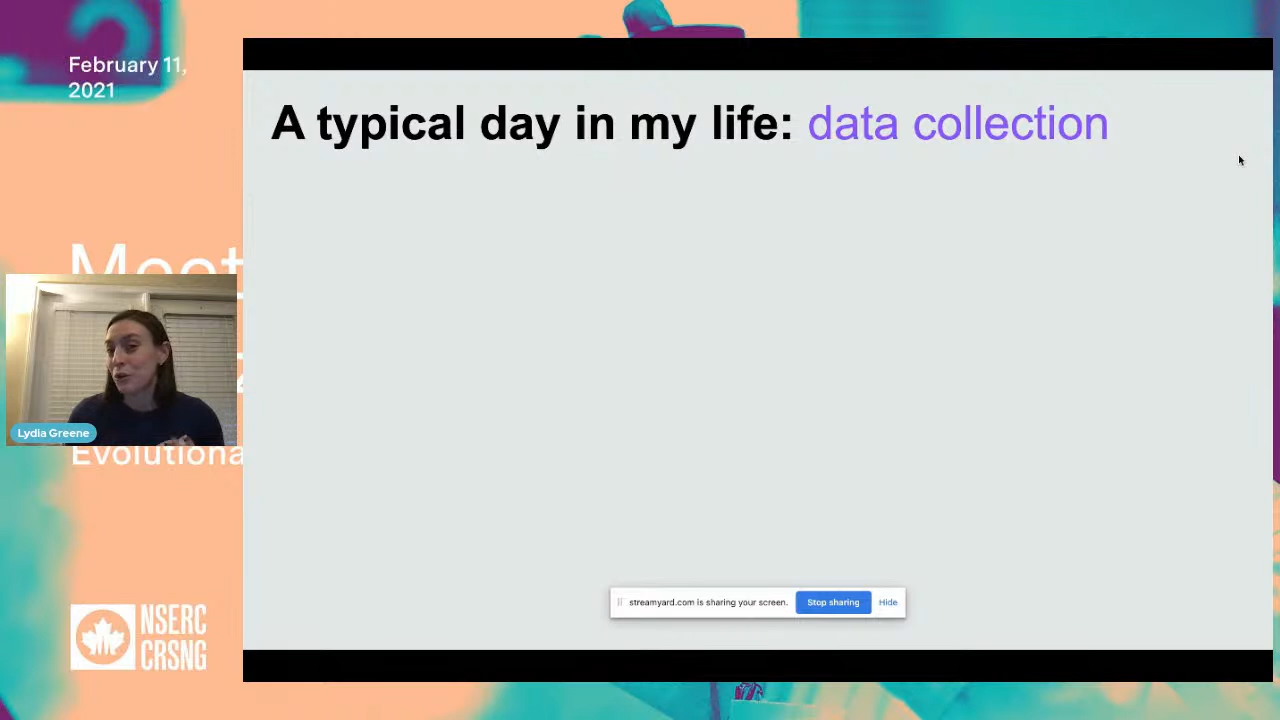 February 11,
2021
A typical day in my life: data collection
Lydia Greene
Evolutiona
streamyard.com is sharing your screen. Stop sharing Hide
NSERC
CRSNG